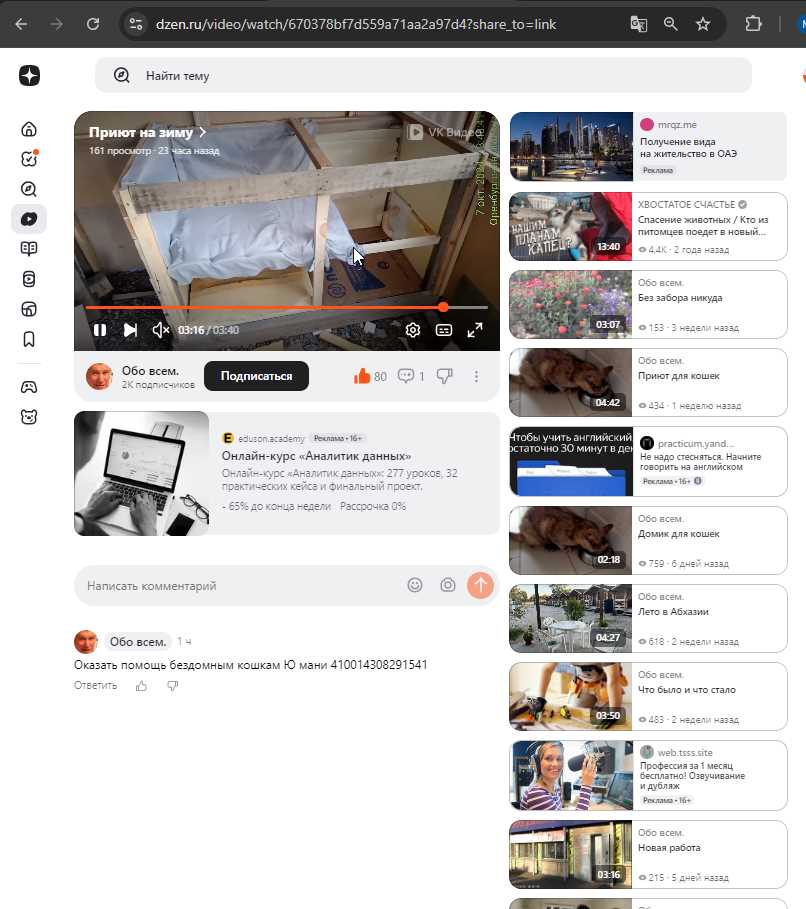 dzen.ru/video/watch/670378bf7d559a71aa2a97d4?share_to=link
Найти тему
Приют на зиму
161 просмотр · 23 часа назад
VK Видео
03:16 / 03:40
Обо всем.
2K подписчиков
Подписаться
80
1
eduson.academy Реклама • 16+
Онлайн-курс «Аналитик данных»
Онлайн-курс «Аналитик данных»: 277 уроков, 32
практических кейса и финальный проект.
- 65% до конца недели Рассрочка 0%
Написать комментарий
Обо всем. 1 ч
Оказать помощь бездомным кошкам Ю мани 410014308291541
Ответить
mrqz.me
Получение вида
на жительство в ОАЭ
Реклама
НАШИМ
ПЛАНАМ
КАПЕЦ?
13:40
ХВОСТАТОЕ СЧАСТЬЕ
Спасение животных / Кто из
питомцев поедет в новый...
4,4K · 2 года назад
03:07
Обо всем.
Без забора никуда
153 · 3 недели назад
04:42
Обо всем.
Приют для кошек
434 · 1 неделю назад
Чтобы учить английский,
достаточно 30 минут в ден
practicum.yand...
Не надо стесняться. Начните
говорить на английском
Реклама • 16+
02:18
Обо всем.
Домик для кошек
759 · 6 дней назад
04:27
Обо всем.
Лето в Абхазии
618 · 2 недели назад
03:50
Обо всем.
Что было и что стало
483 · 2 недели назад
web.tsss.site
Профессия за 1 месяц
бесплатно! Озвучивание
и дубляж
Реклама • 16+
03:16
Обо всем.
Новая работа
215 · 5 дней назад